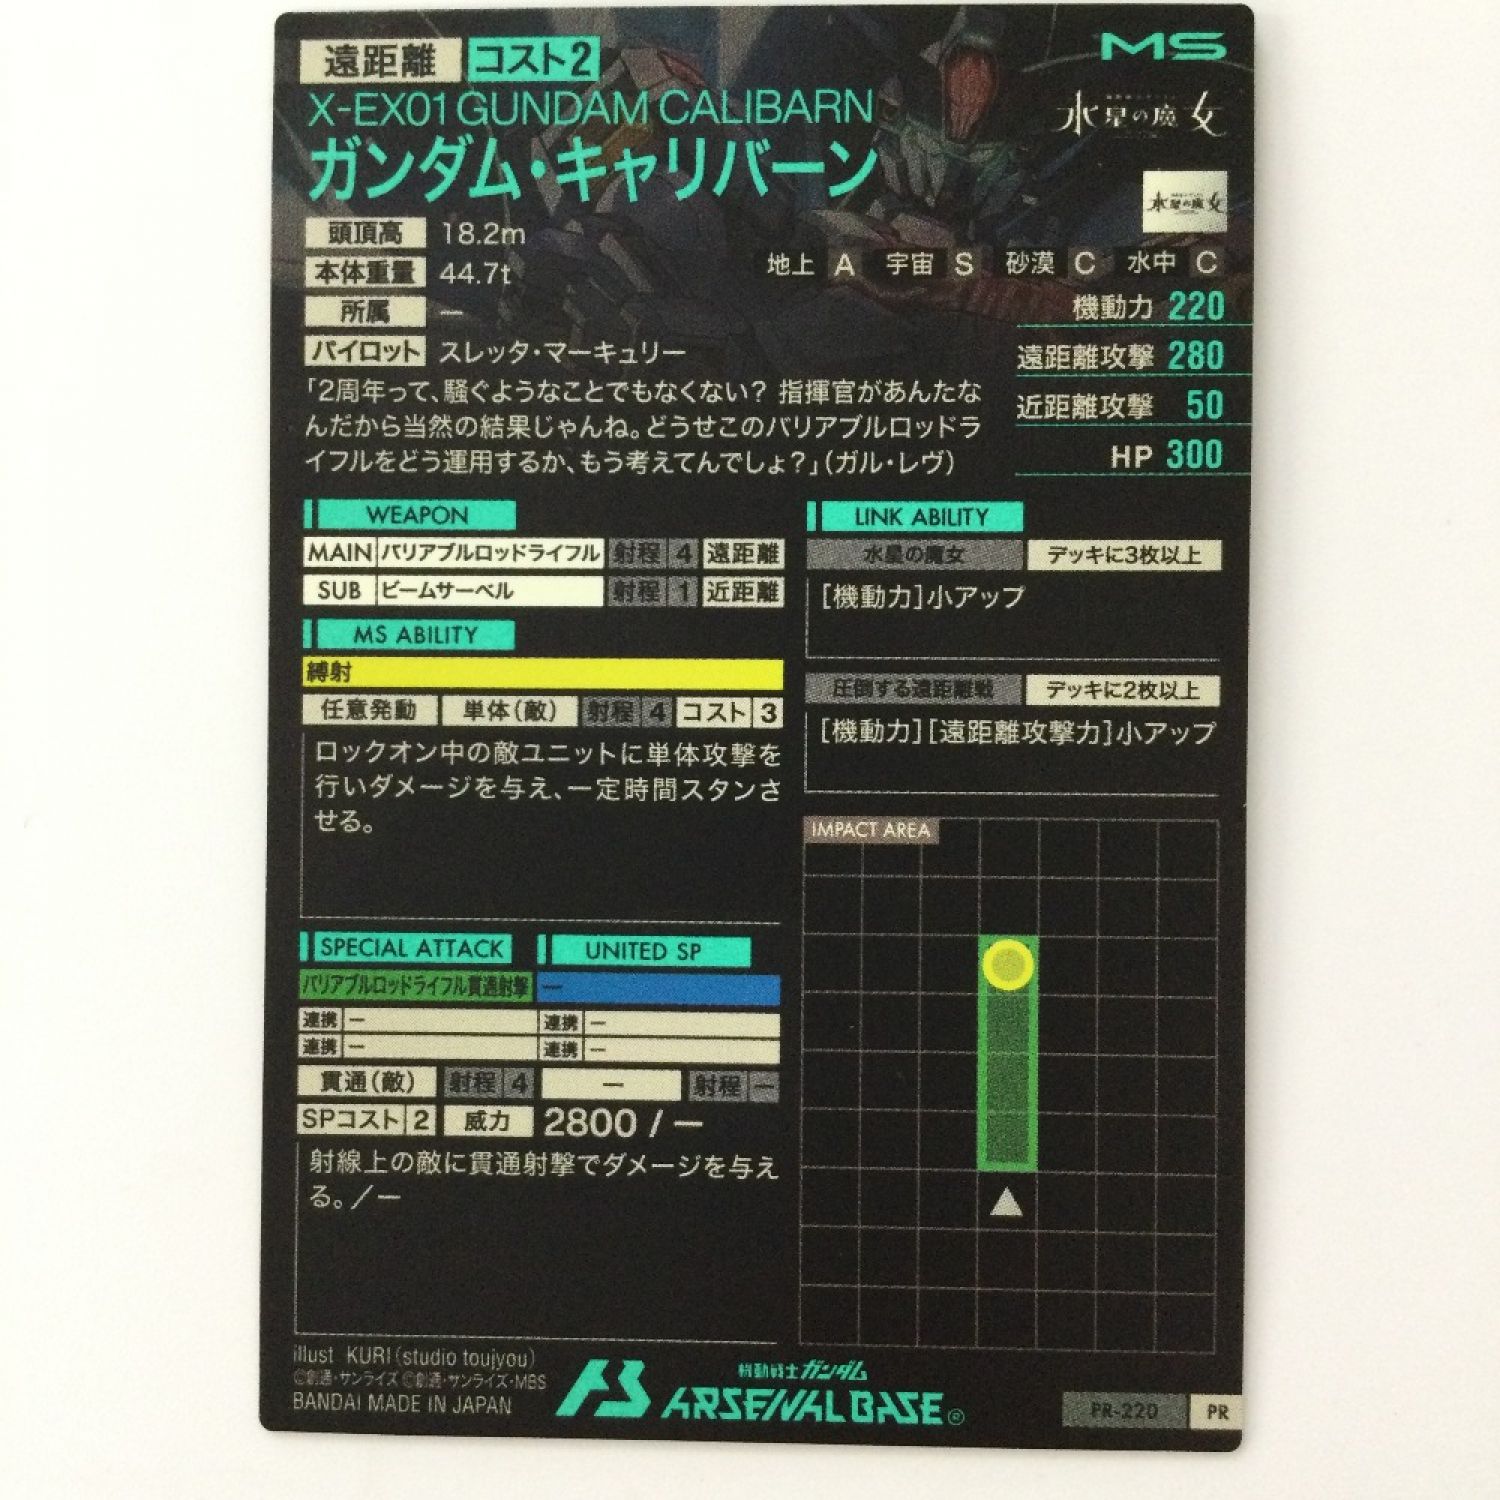 遠距離 コスト2
MS
X-EX01 GUNDAM CALIBARN
ガンダム・キャリバーン
水星の魔女
水星の魔女
頭頂高 18.2m
本体重量 44.7t
所属 —
パイロット スレッタ・マーキュリー
地上 A 宇宙 S 砂漠 C 水中 C
機動力 220
遠距離攻撃 280
近距離攻撃 50
HP 300
「2周年って、騒ぐようなことでもなくない? 指揮官があんたな
んだから当然の結果じゃんね。どうせこのバリアブルロッドラ
イフルをどう運用するか、もう考えてんでしょ?」(ガル・レヴ)
WEAPON
MAIN バリアブルロッドライフル 射程 4 遠距離
SUB ビームサーベル 射程 1 近距離
MS ABILITY
縛射
任意発動 単体(敵) 射程 4 コスト 3
ロックオン中の敵ユニットに単体攻撃を
行いダメージを与え、一定時間スタンさ
せる。
LINK ABILITY
水星の魔女 デッキに3枚以上
[機動力]小アップ
圧倒する遠距離戦 デッキに2枚以上
[機動力][遠距離攻撃力]小アップ
IMPACT AREA
SPECIAL ATTACK UNITED SP
バリアブルロッドライフル貫通射撃 —
連携 — 連携 —
連携 — 連携 —
貫通(敵) 射程 4 — 射程 —
SPコスト 2 威力 2800 / —
射線上の敵に貫通射撃でダメージを与え
る。/—
illust KURI(studio toujyou)
©創通・サンライズ ©創通・サンライズ・MBS
BANDAI MADE IN JAPAN
機動戦士ガンダム
ARSENAL BASE®
PR-220 PR